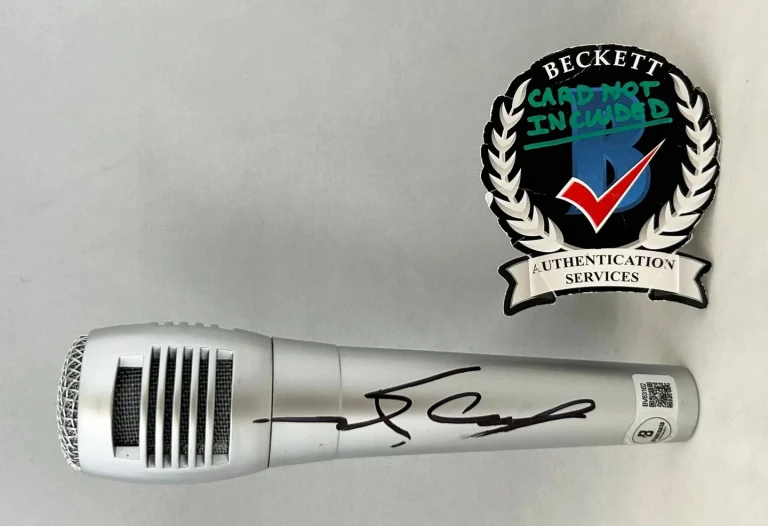 BECKETT
CARD NOT
INCLUDED
B
AUTHENTICATION
SERVICES